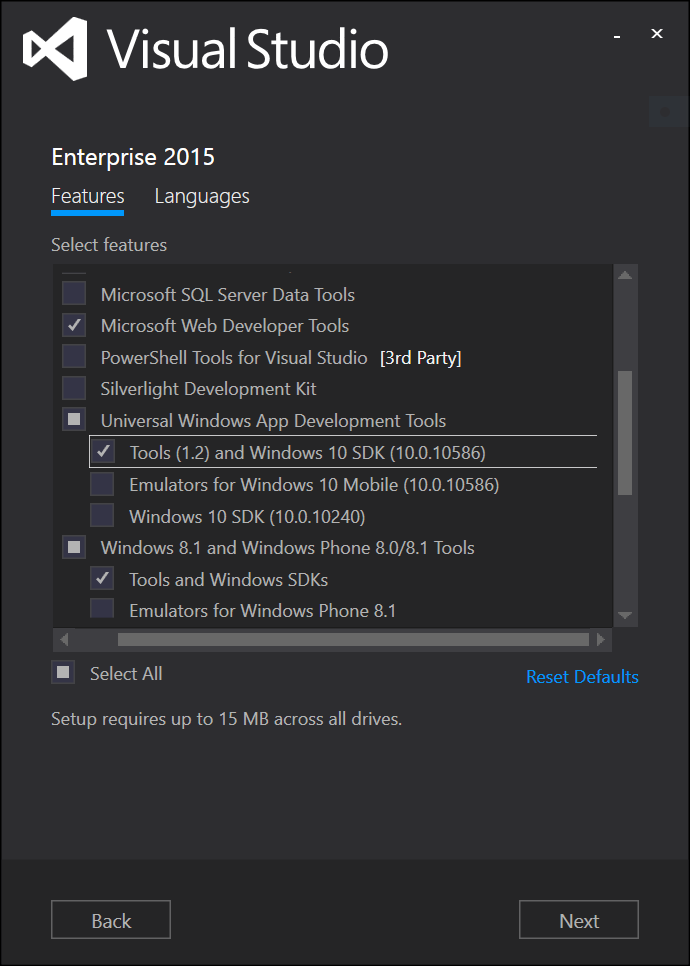 Visual Studio
Enterprise 2015
Features Languages
Select features
Microsoft SQL Server Data Tools
Microsoft Web Developer Tools
PowerShell Tools for Visual Studio [3rd Party]
Silverlight Development Kit
Universal Windows App Development Tools
Tools (1.2) and Windows 10 SDK (10.0.10586)
Emulators for Windows 10 Mobile (10.0.10586)
Windows 10 SDK (10.0.10240)
Windows 8.1 and Windows Phone 8.0/8.1 Tools
Tools and Windows SDKs
Emulators for Windows Phone 8.1
Select All
Reset Defaults
Setup requires up to 15 MB across all drives.
Back Next